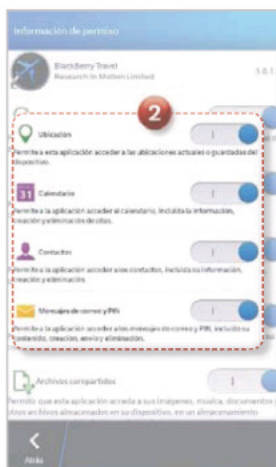 Información de permiso
BlackBerry Travel
Research In Motion Limited
2
Ubicación
Permite a esta aplicación acceder a las ubicaciones actuales o guardadas del
dispositivo.
31
Calendario
Permite a la aplicación acceder al calendario, incluida la información,
creación y eliminación de citas.
Contactos
Permite a la aplicación acceder a los contactos, incluida su información,
creación y eliminación.
Mensajes de correo y PIN
Permite a la aplicación acceder a los mensajes de correo y PIN, incluido su
contenido, creación, envío y eliminación.
Archivos compartidos
Permitir que esta aplicación acceda a sus imágenes, música, documentos y
otros archivos almacenados en su dispositivo, en un almacenamiento
Atrás